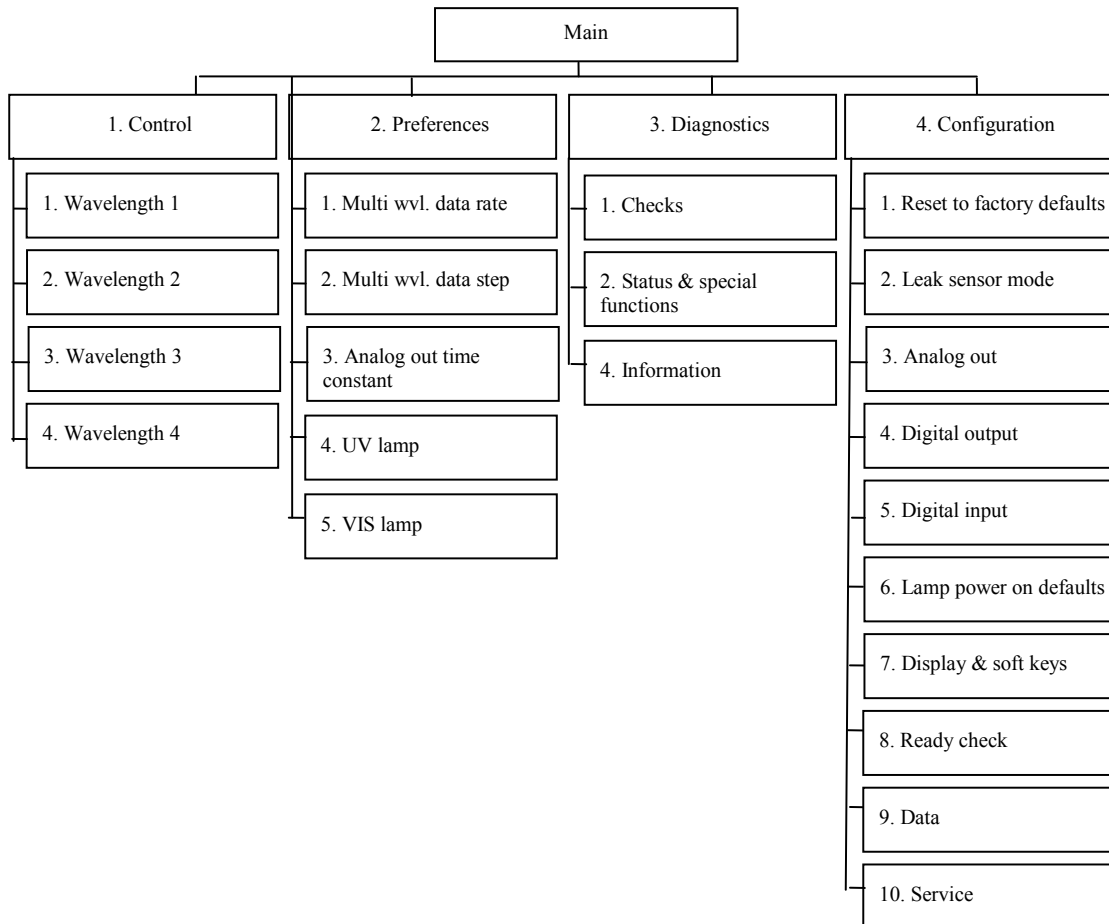 Main
1. Control
2. Preferences
3. Diagnostics
4. Configuration
1. Wavelength 1
2. Wavelength 2
3. Wavelength 3
4. Wavelength 4
1. Multi wvl. data rate
2. Multi wvl. data step
3. Analog out time
constant
4. UV lamp
5. VIS lamp
1. Checks
2. Status & special
functions
4. Information
1. Reset to factory defaults
2. Leak sensor mode
3. Analog out
4. Digital output
5. Digital input
6. Lamp power on defaults
7. Display & soft keys
8. Ready check
9. Data
10. Service